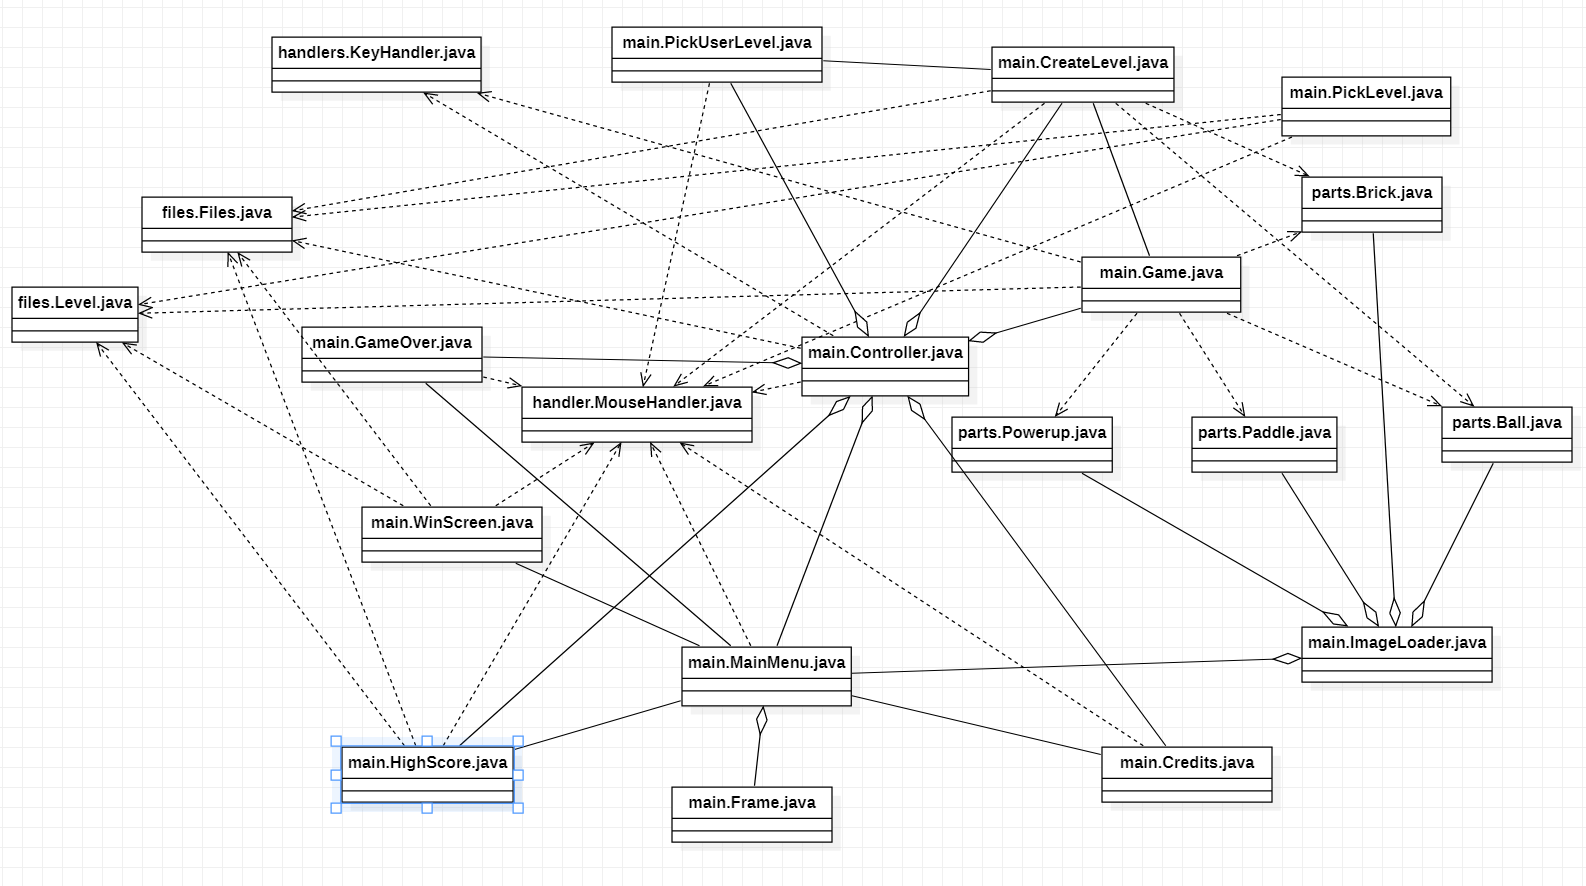 main.PickUserLevel.java
handlers.KeyHandler.java
main.CreateLevel.java
main.PickLevel.java
parts.Brick.java
files.Files.java
main.Game.java
files.Level.java
main.GameOver.java
main.Controller.java
handler.MouseHandler.java
parts.Powerup.java
parts.Paddle.java
parts.Ball.java
main.WinScreen.java
main.ImageLoader.java
main.MainMenu.java
main.HighScore.java
main.Credits.java
main.Frame.java